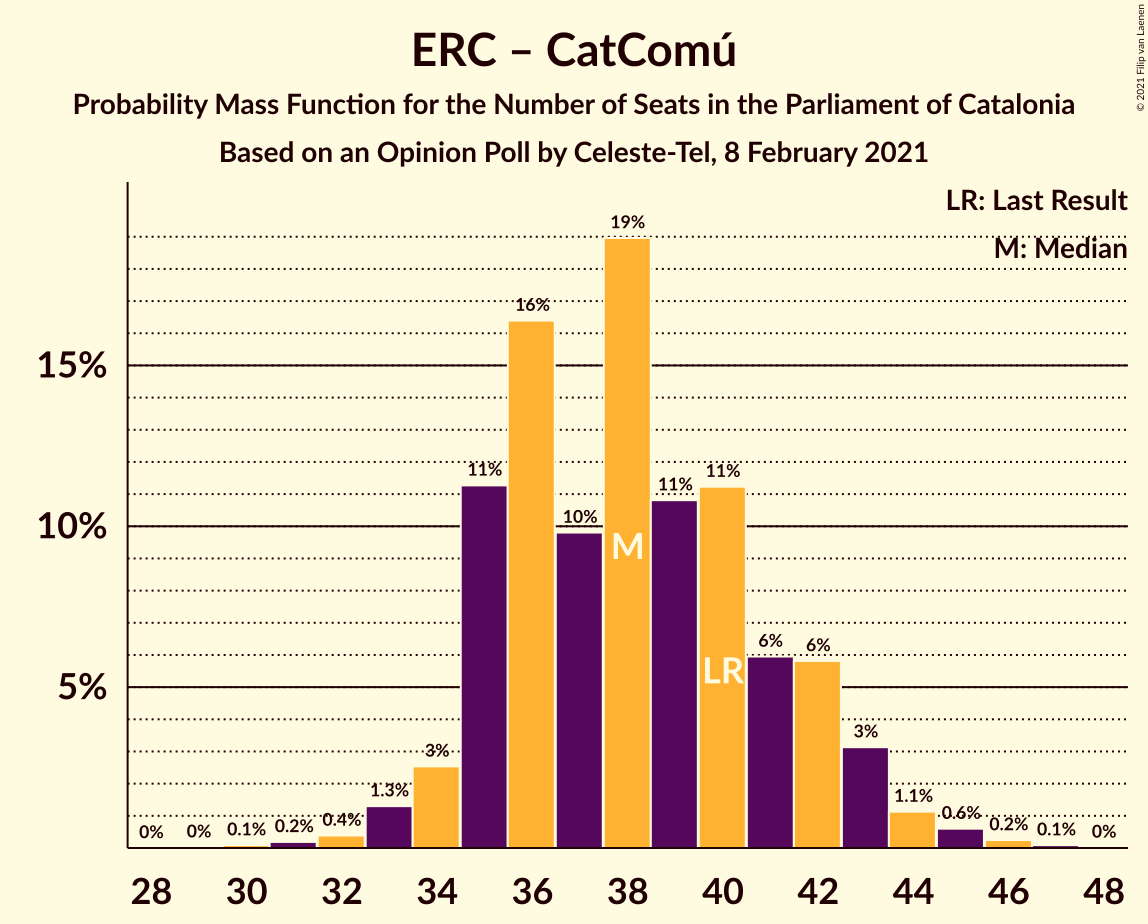 ERC – CatComú
Probability Mass Function for the Number of Seats in the Parliament of Catalonia
Based on an Opinion Poll by Celeste-Tel, 8 February 2021
© 2021 Filip van Laenen
LR: Last Result
M: Median
15%
10%
5%
0%
0%
0.1%
0.2%
0.4%
1.3%
3%
11%
16%
10%
19%
11%
11%
6%
6%
3%
1.1%
0.6%
0.2%
0.1%
0%
M
LR
28 30 32 34 36 38 40 42 44 46 48